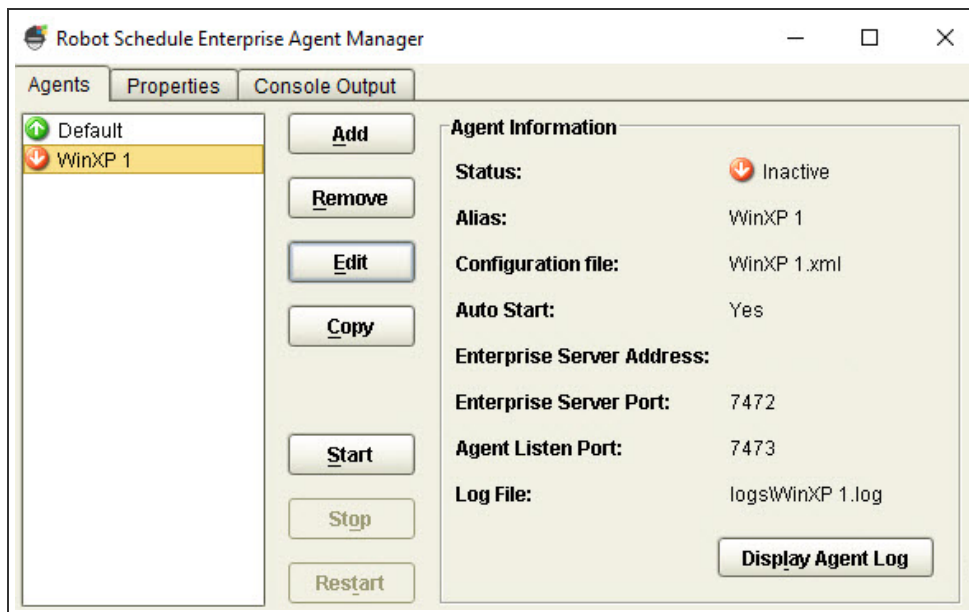 Robot Schedule Enterprise Agent Manager
Agents Properties Console Output
Default
WinXP 1
Add
Remove
Edit
Copy
Start
Stop
Restart
Agent Information
Status: Inactive
Alias: WinXP 1
Configuration file: WinXP 1.xml
Auto Start: Yes
Enterprise Server Address:
Enterprise Server Port: 7472
Agent Listen Port: 7473
Log File: logs\WinXP 1.log
Display Agent Log